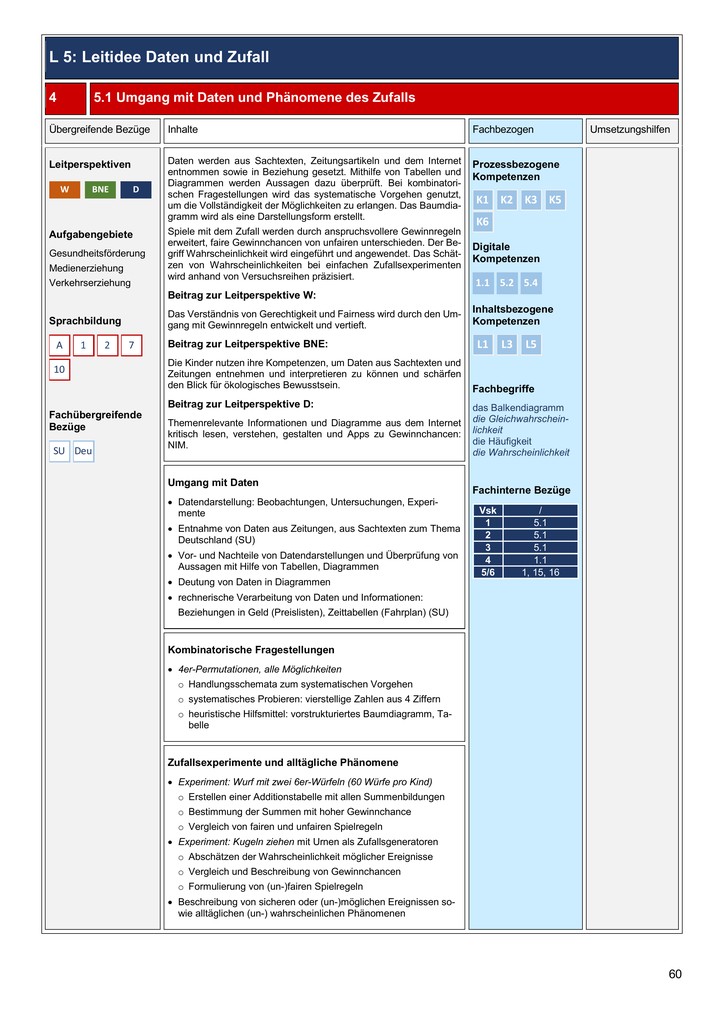 L 5: Leitidee Daten und Zufall
4 5.1 Umgang mit Daten und Phänomene des Zufalls
Übergreifende Bezüge
Inhalte
Fachbezogen
Umsetzungshilfen
Leitperspektiven
W BNE D
Aufgabengebiete
Gesundheitsförderung
Medienerziehung
Verkehrserziehung
Sprachbildung
A 1 2 7
10
Fachübergreifende
Bezüge
SU Deu
Daten werden aus Sachtexten, Zeitungsartikeln und dem Internet
entnommen sowie in Beziehung gesetzt. Mithilfe von Tabellen und
Diagrammen werden Aussagen dazu überprüft. Bei kombinatori-
schen Fragestellungen wird das systematische Vorgehen genutzt,
um die Vollständigkeit der Möglichkeiten zu erlangen. Das Baumdia-
gramm wird als eine Darstellungsform erstellt.
Spiele mit dem Zufall werden durch anspruchsvollere Gewinnregeln
erweitert, faire Gewinnchancen von unfairen unterschieden. Der Be-
griff Wahrscheinlichkeit wird eingeführt und angewendet. Das Schät-
zen von Wahrscheinlichkeiten bei einfachen Zufallsexperimenten
wird anhand von Versuchsreihen präzisiert.
Beitrag zur Leitperspektive W:
Das Verständnis von Gerechtigkeit und Fairness wird durch den Um-
gang mit Gewinnregeln entwickelt und vertieft.
Beitrag zur Leitperspektive BNE:
Die Kinder nutzen ihre Kompetenzen, um Daten aus Sachtexten und
Zeitungen entnehmen und interpretieren zu können und schärfen
den Blick für ökologisches Bewusstsein.
Beitrag zur Leitperspektive D:
Themenrelevante Informationen und Diagramme aus dem Internet
kritisch lesen, verstehen, gestalten und Apps zu Gewinnchancen:
NIM.
Umgang mit Daten
• Datendarstellung: Beobachtungen, Untersuchungen, Experi-
mente
• Entnahme von Daten aus Zeitungen, aus Sachtexten zum Thema
Deutschland (SU)
• Vor- und Nachteile von Datendarstellungen und Überprüfung von
Aussagen mit Hilfe von Tabellen, Diagrammen
• Deutung von Daten in Diagrammen
• rechnerische Verarbeitung von Daten und Informationen:
Beziehungen in Geld (Preislisten), Zeittabellen (Fahrplan) (SU)
Kombinatorische Fragestellungen
• 4er-Permutationen, alle Möglichkeiten
o Handlungsschemata zum systematischen Vorgehen
o systematisches Probieren: vierstellige Zahlen aus 4 Ziffern
o heuristische Hilfsmittel: vorstrukturiertes Baumdiagramm, Ta-
belle
Zufallsexperimente und alltägliche Phänomene
• Experiment: Wurf mit zwei 6er-Würfeln (60 Würfe pro Kind)
o Erstellen einer Additionstabelle mit allen Summenbildungen
o Bestimmung der Summen mit hoher Gewinnchance
o Vergleich von fairen und unfairen Spielregeln
• Experiment: Kugeln ziehen mit Urnen als Zufallsgeneratoren
o Abschätzen der Wahrscheinlichkeit möglicher Ereignisse
o Vergleich und Beschreibung von Gewinnchancen
o Formulierung von (un-)fairen Spielregeln
• Beschreibung von sicheren oder (un-)möglichen Ereignissen so-
wie alltäglichen (un-) wahrscheinlichen Phänomenen
Prozessbezogene
Kompetenzen
K1 K2 K3 K5
K6
Digitale
Kompetenzen
1.1 5.2 5.4
Inhaltsbezogene
Kompetenzen
L1 L3 L5
Fachbegriffe
das Balkendiagramm
die Gleichwahrschein-
lichkeit
die Häufigkeit
die Wahrscheinlichkeit
Fachinterne Bezüge
Vsk /
1 5.1
2 5.1
3 5.1
4 1.1
5/6 1, 15, 16
60